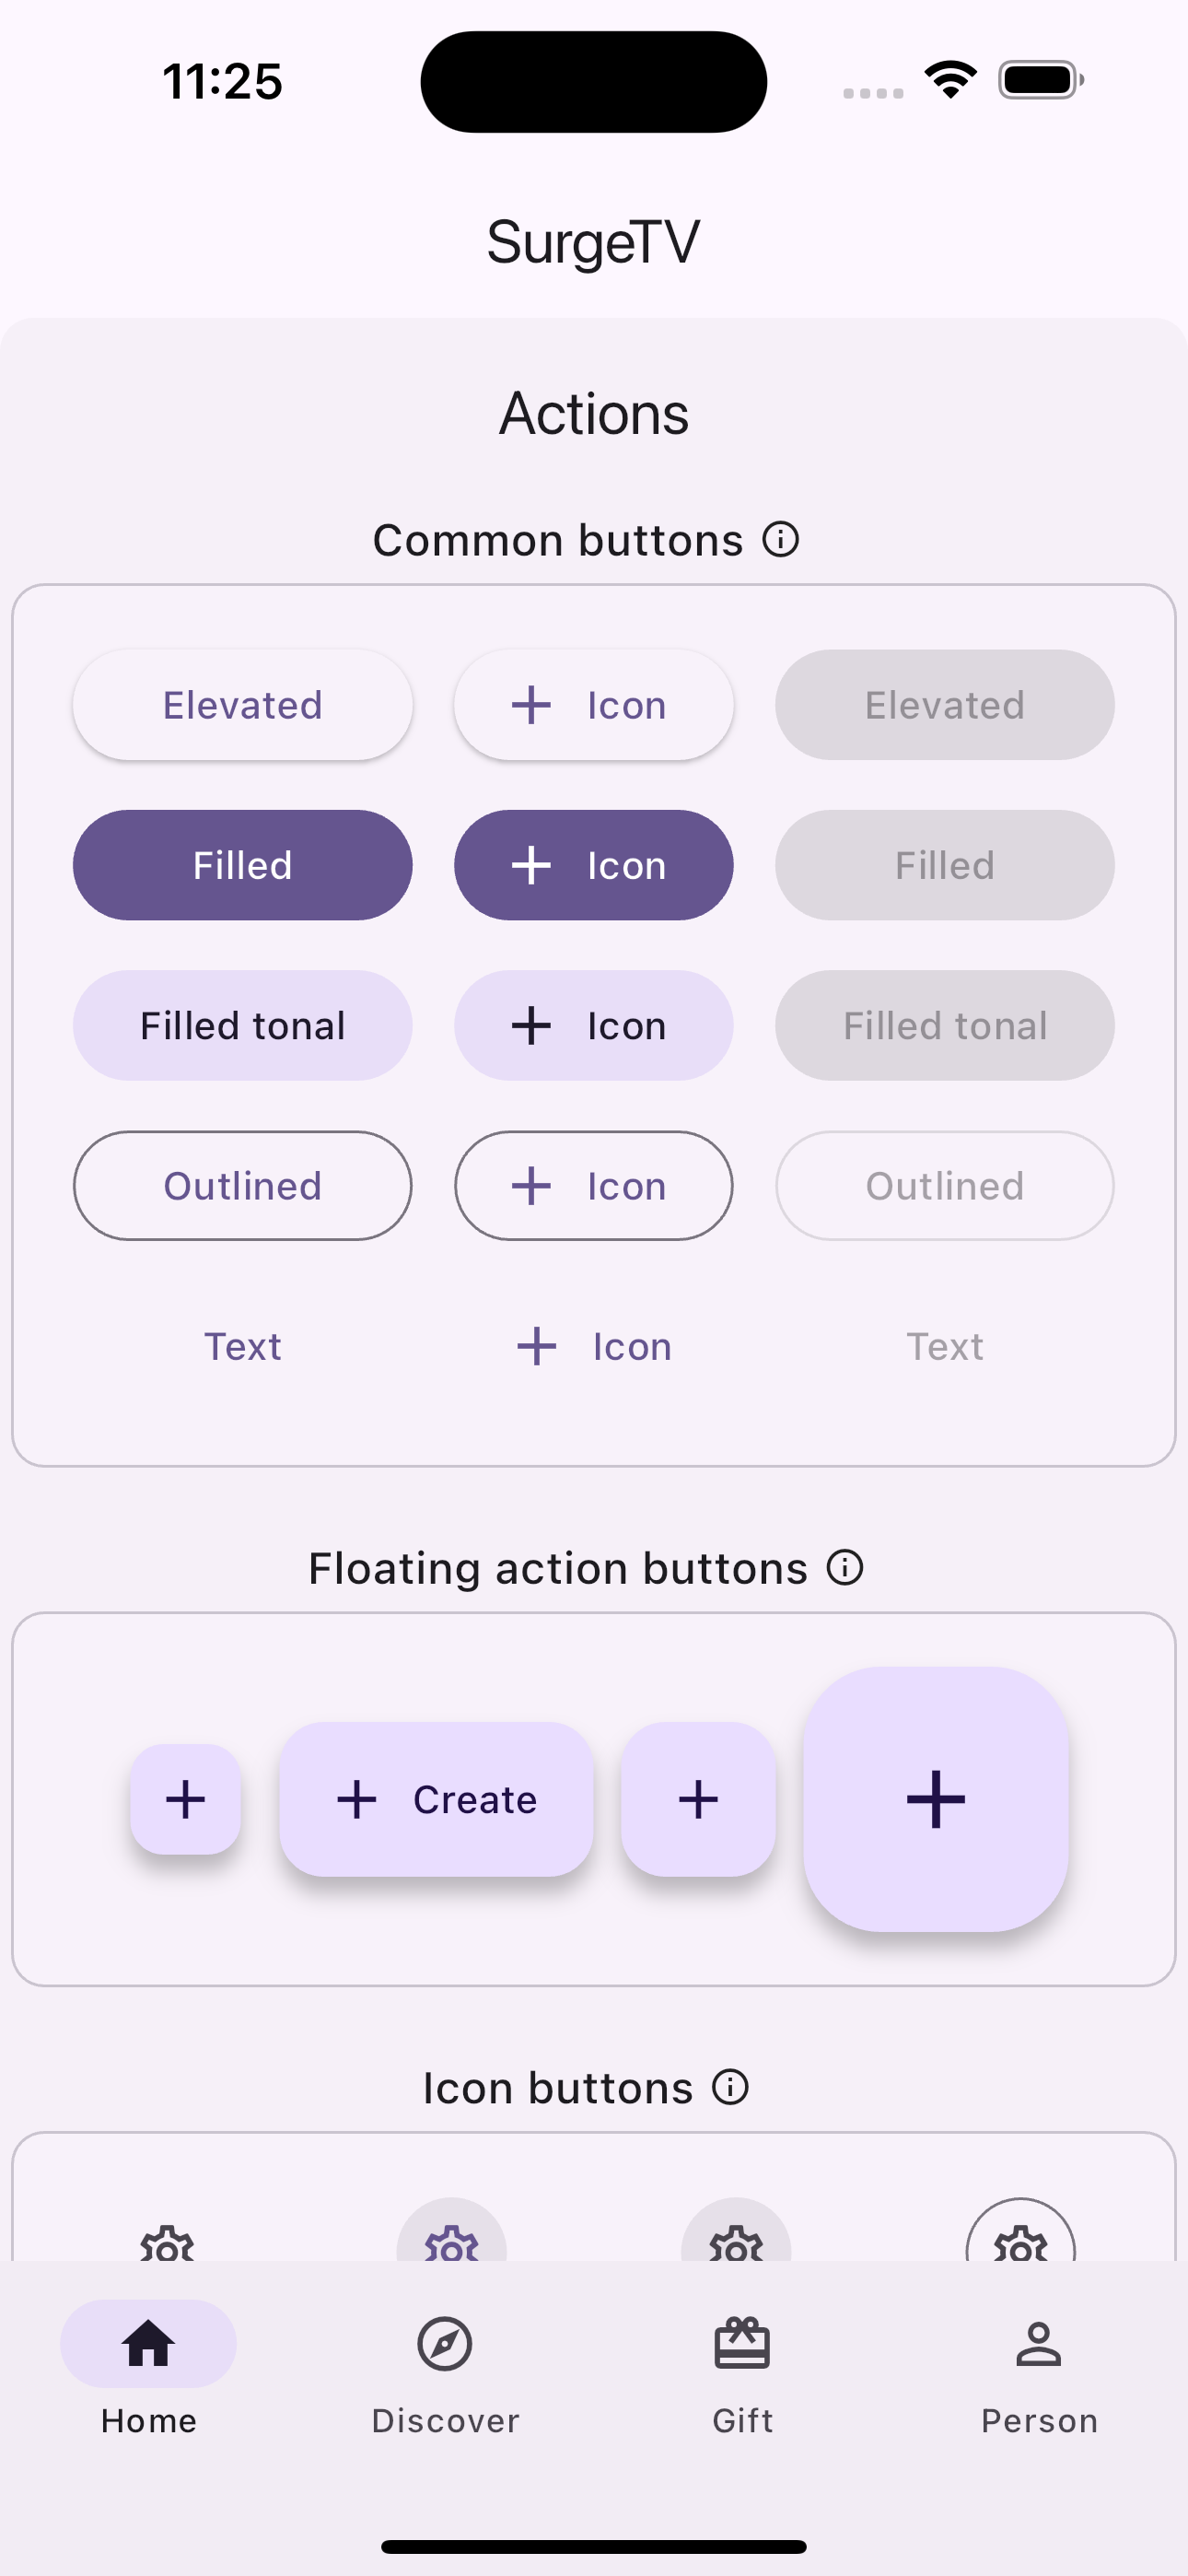 11:25
SurgeTV
Actions
Common buttons
Elevated Icon Elevated
Filled Icon Filled
Filled tonal Icon Filled tonal
Outlined Icon Outlined
Text Icon Text
Floating action buttons
Create
Icon buttons
Home Discover Gift Person